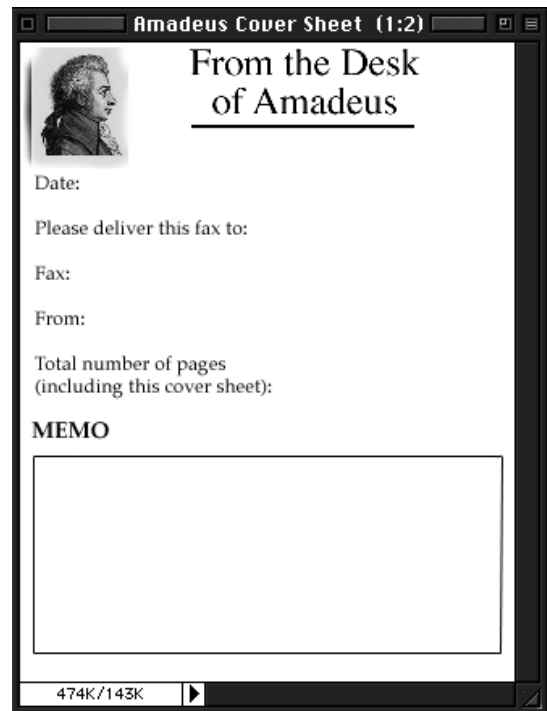 Amadeus Cover Sheet (1:2)
From the Desk
of Amadeus
Date:
Please deliver this fax to:
Fax:
From:
Total number of pages
(including this cover sheet):
MEMO
474K/143K